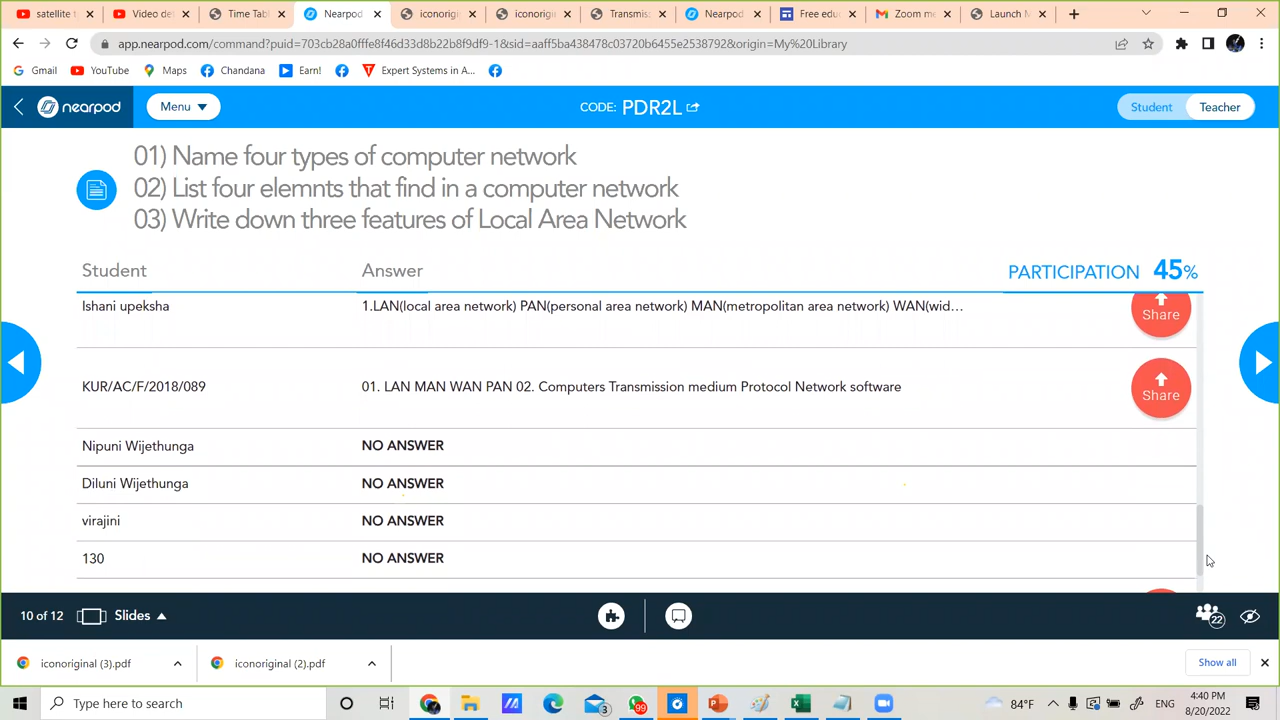 satellite t
Video de
Time Tabl
Nearpod
iconorigi
iconorigi
Transmiss
Nearpod
Free educ
Zoom me
Launch M
app.nearpod.com/command?puid=703cb28a0fffe8f46d33d8b22b8f9df0-1&sid=eaff5ba438478c03720b6455e2538792&origin=My%20Library
Gmail
YouTube
Maps
Chandana
Earn!
Expert Systems in A...
nearpod
Menu
CODE: PDR2L
Student
Teacher
01) Name four types of computer network
02) List four elemnts that find in a computer network
03) Write down three features of Local Area Network
Student Answer PARTICIPATION 45%
Ishani upeksha 1.LAN(local area network) PAN(personal area network) MAN(metropolitan area network) WAN(wid... Share
KUR/AC/F/2018/089 01. LAN MAN WAN PAN 02. Computers Transmission medium Protocol Network software Share
Nipuni Wijethunga NO ANSWER
Diluni Wijethunga NO ANSWER
virajini NO ANSWER
130 NO ANSWER
10 of 12 Slides 22
iconoriginal (3).pdf
iconoriginal (2).pdf
Show all
Type here to search
3
99
84°F
ENG
4:40 PM
8/20/2022